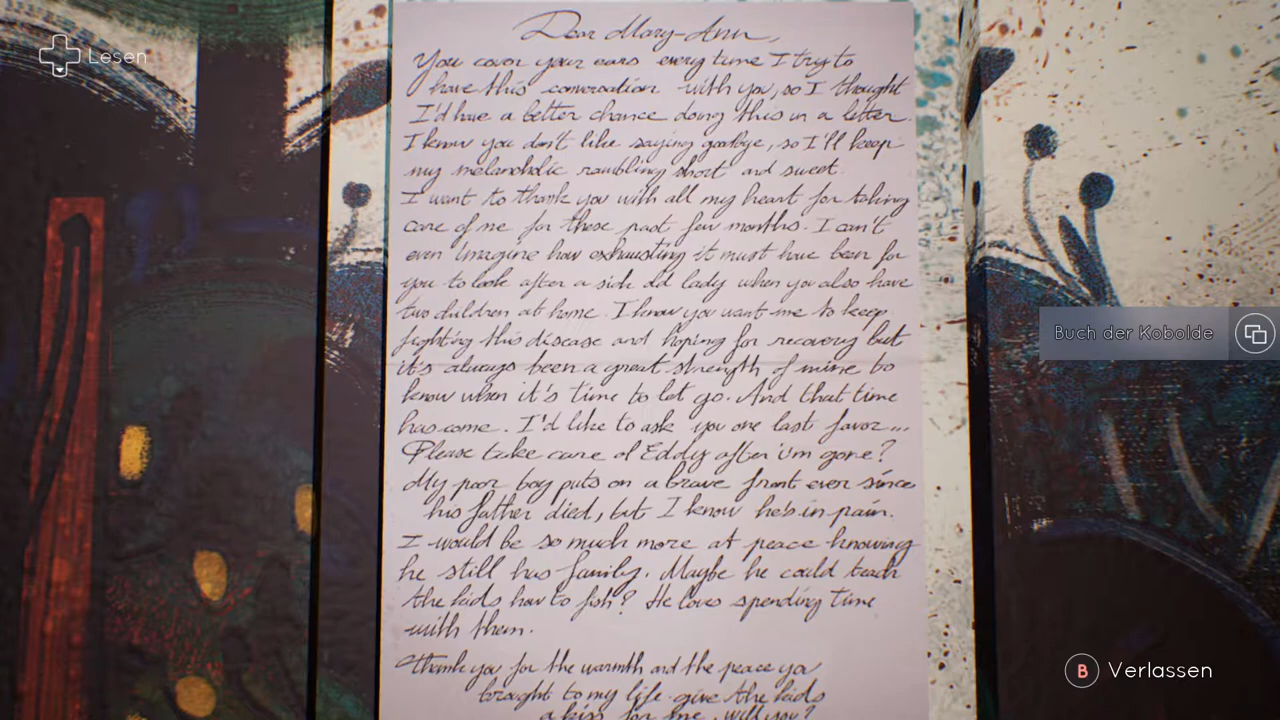 Lesen
Dear Mary-Ann,
You cover your ears everytime I try to
have this conversation with you, so I thought
I'd have a better chance doing this in a letter.
I know you don't like saying goodbye, so I'll keep
my melancholic rambling short and sweet.
I want to thank you with all my heart for taking
care of me for these past few months. I can't
even imagine how exhausting it must have been for
you to look after a sick old lady when you also have
two children at home. I know you want me to keep
fighting this disease and hoping for recovery but
it's always been a great strength of mine to
know when it's time to let go. And that time
has come. I'd like to ask you one last favor...
Please take care of Eddy after i'm gone?
My poor boy puts on a brave front ever since
his father died, but I know he's in pain.
I would be so much more at peace knowing
he still has family. Maybe he could teach
the kids how to fish? He loves spending time
with them.
Thank you for the warmth and the peace you
brought to my life. give the kids
a kiss for me, will you?
Buch der Kobolde
B Verlassen